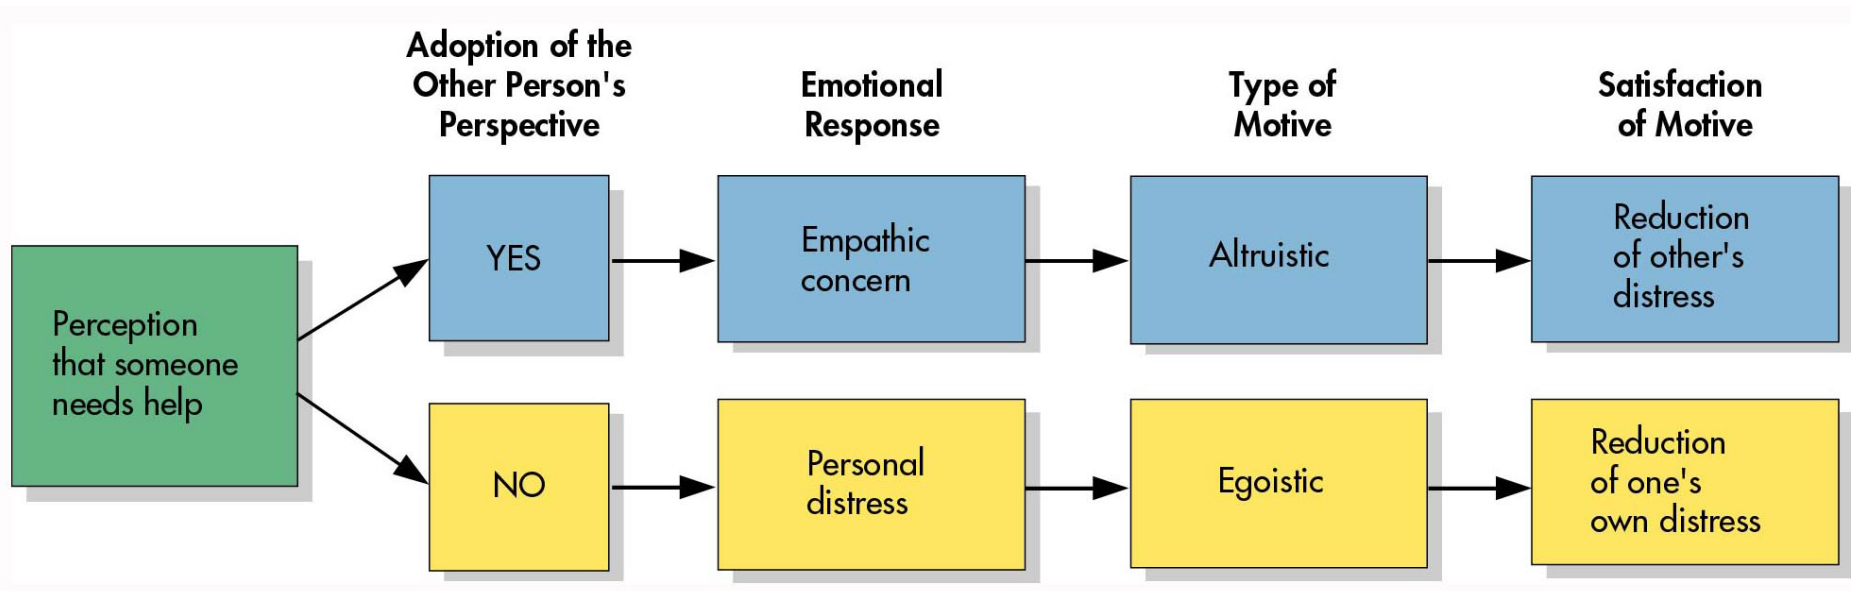 Adoption of the
Other Person's
Perspective
Emotional
Response
Type of
Motive
Satisfaction
of Motive
Perception
that someone
needs help
YES
Empathic
concern
Altruistic
Reduction
of other's
distress
NO
Personal
distress
Egoistic
Reduction
of one's
own distress